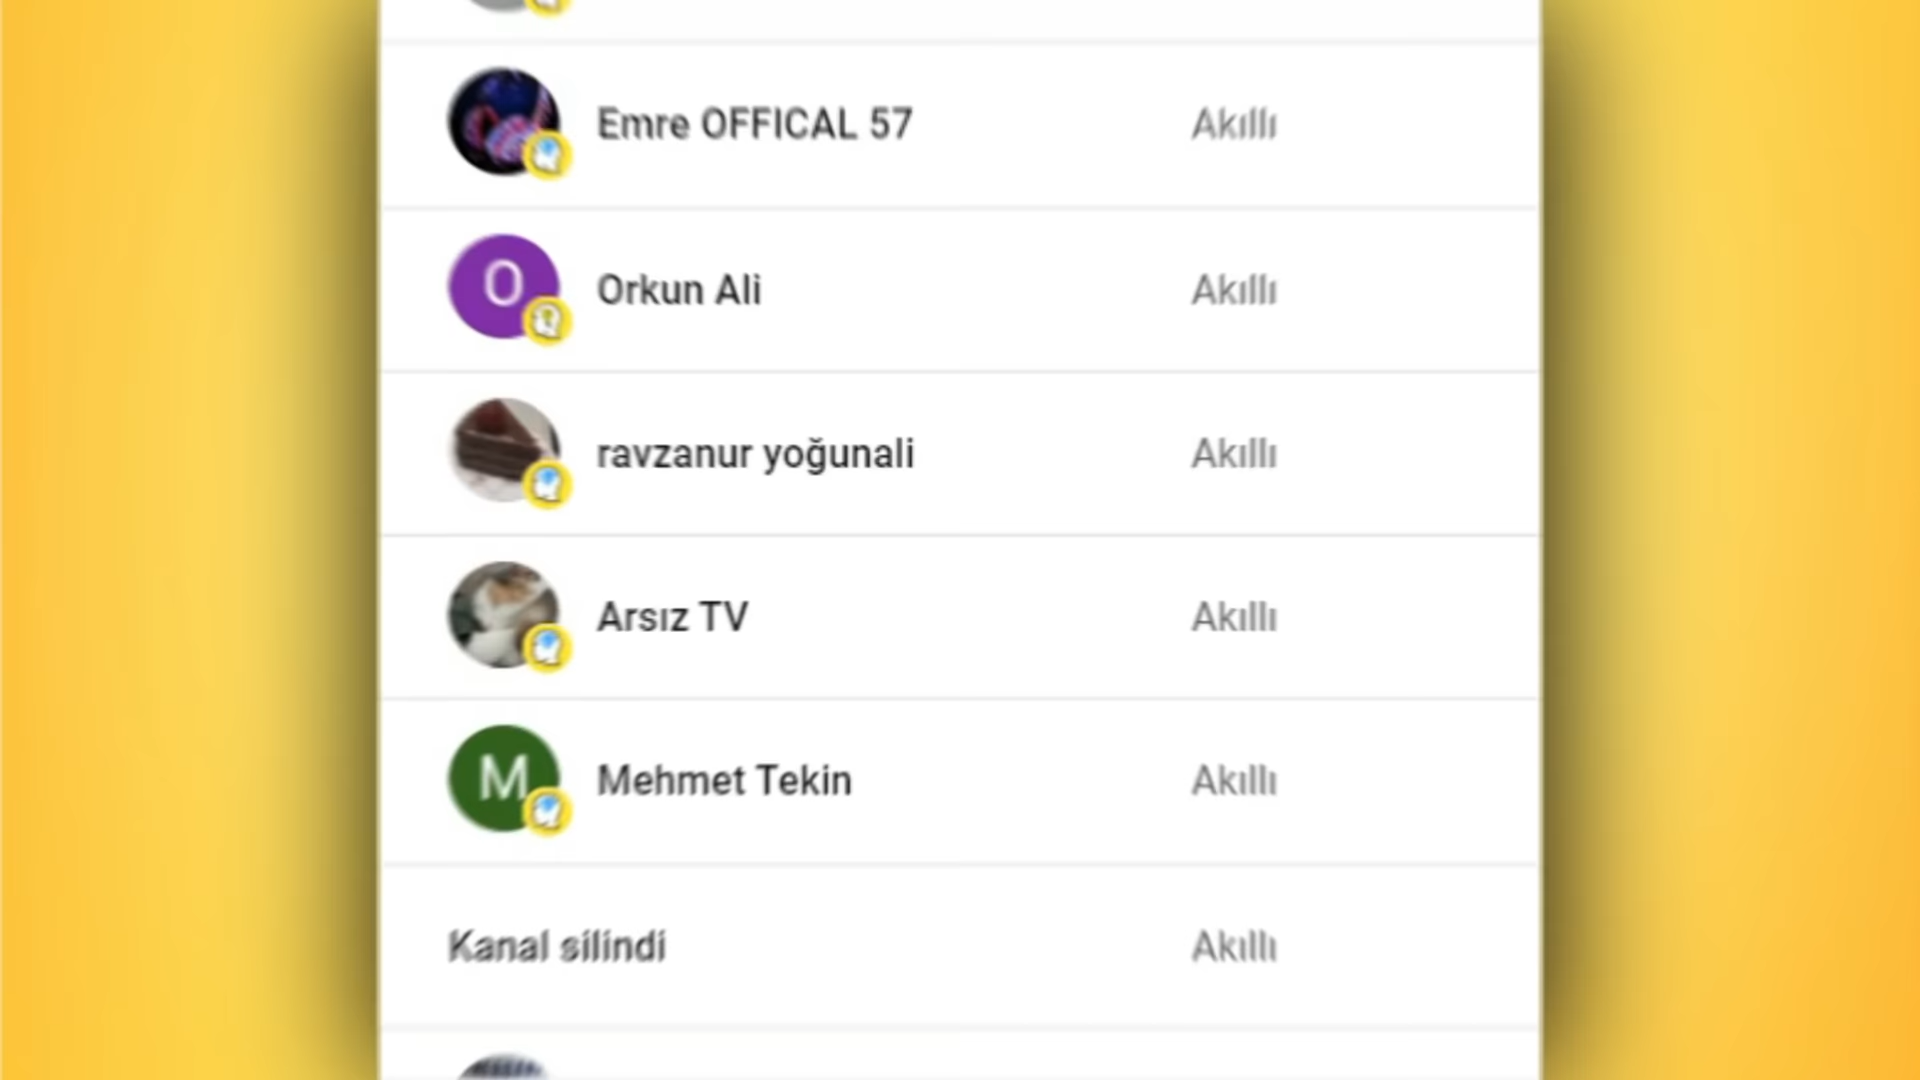 Emre OFFICAL 57 Akıllı
O Orkun Ali Akıllı
ravzanur yoğunali Akıllı
Arsız TV Akıllı
M Mehmet Tekin Akıllı
Kanal silindi Akıllı